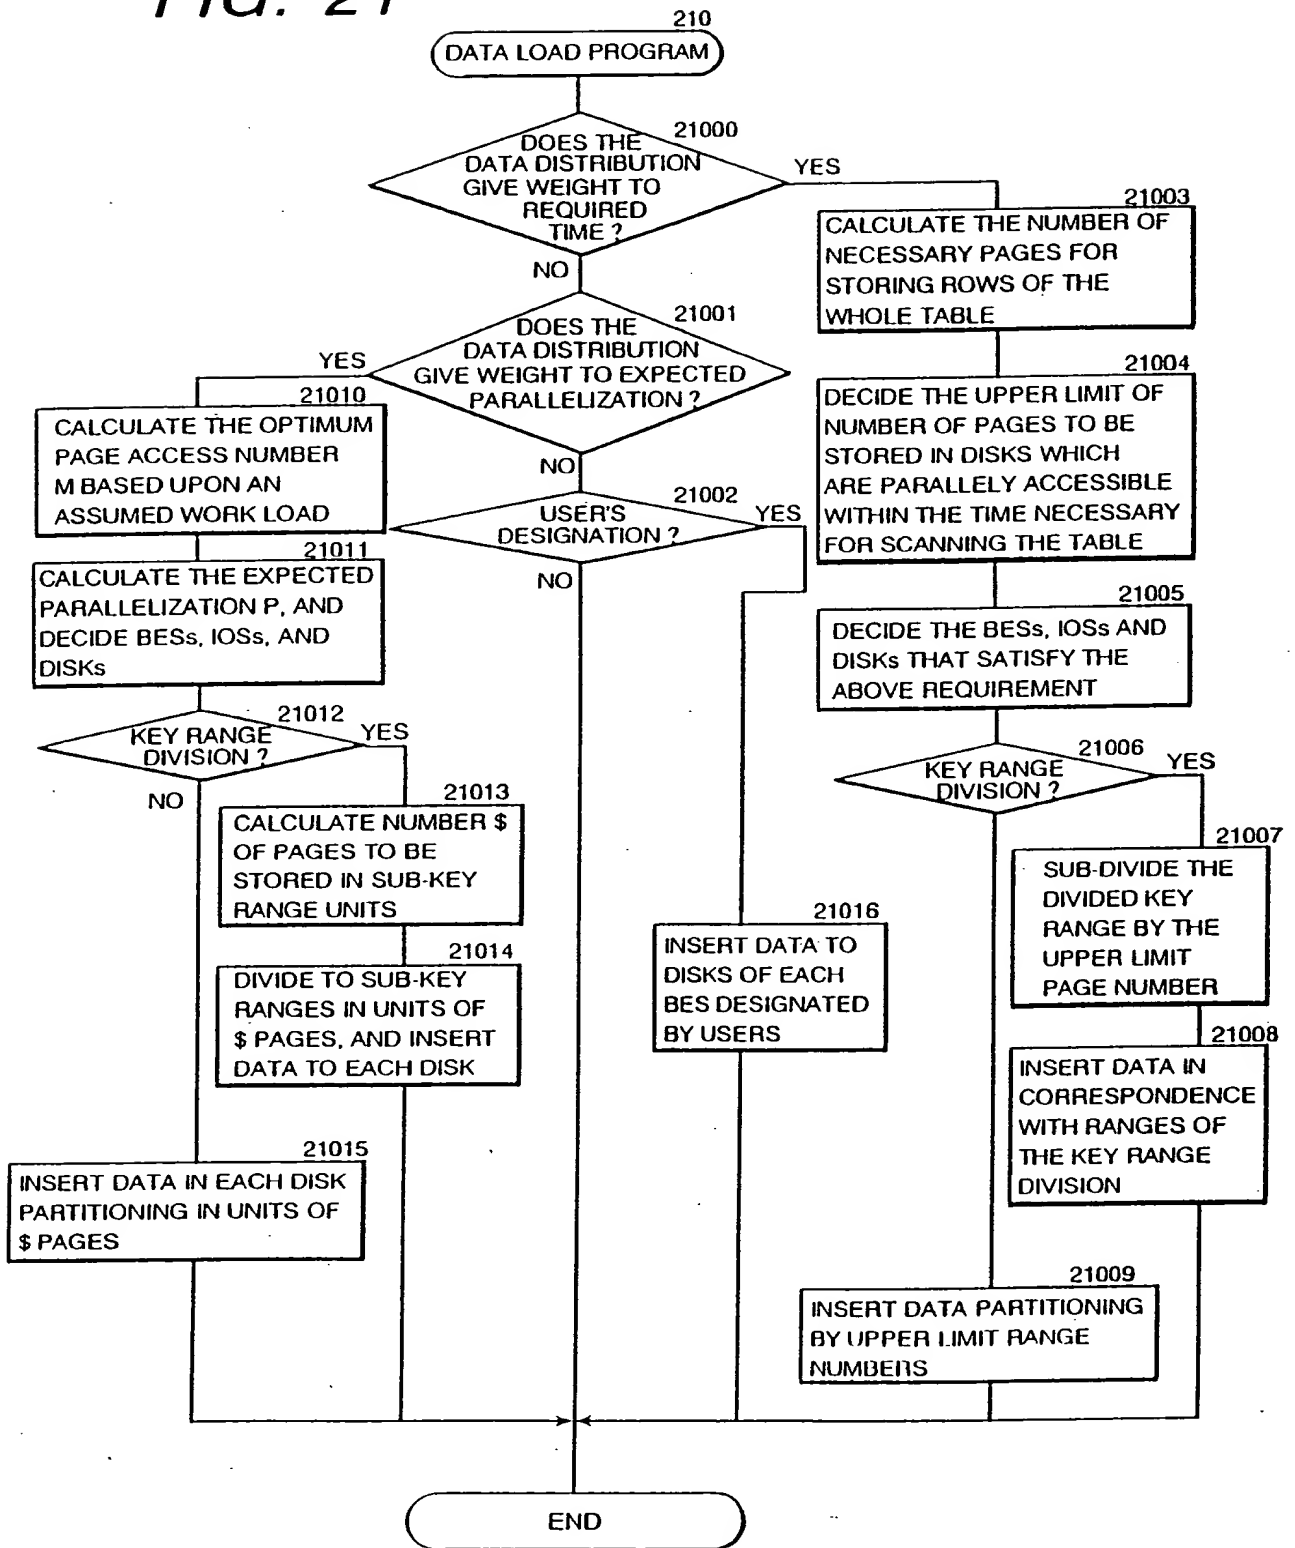 FIG. 21
210
DATA LOAD PROGRAM
21000
DOES THE
DATA DISTRIBUTION
GIVE WEIGHT TO
REQUIRED
TIME ?
YES
NO
21003
CALCULATE THE NUMBER OF
NECESSARY PAGES FOR
STORING ROWS OF THE
WHOLE TABLE
21001
DOES THE
DATA DISTRIBUTION
GIVE WEIGHT TO EXPECTED
PARALLELIZATION ?
YES
NO
21004
DECIDE THE UPPER LIMIT OF
NUMBER OF PAGES TO BE
STORED IN DISKS WHICH
ARE PARALLELY ACCESSIBLE
WITHIN THE TIME NECESSARY
FOR SCANNING THE TABLE
21010
CALCULATE THE OPTIMUM
PAGE ACCESS NUMBER
M BASED UPON AN
ASSUMED WORK LOAD
21002
USER'S
DESIGNATION ?
YES
NO
21011
CALCULATE THE EXPECTED
PARALLELIZATION P, AND
DECIDE BESs, IOSs, AND
DISKs
21005
DECIDE THE BESs, IOSs AND
DISKs THAT SATISFY THE
ABOVE REQUIREMENT
21012
KEY RANGE
DIVISION ?
YES
NO
21006
KEY RANGE
DIVISION ?
YES
21013
CALCULATE NUMBER $
OF PAGES TO BE
STORED IN SUB-KEY
RANGE UNITS
21007
SUB-DIVIDE THE
DIVIDED KEY
RANGE BY THE
UPPER LIMIT
PAGE NUMBER
21016
INSERT DATA TO
DISKS OF EACH
BES DESIGNATED
BY USERS
21014
DIVIDE TO SUB-KEY
RANGES IN UNITS OF
$ PAGES, AND INSERT
DATA TO EACH DISK
21008
INSERT DATA IN
CORRESPONDENCE
WITH RANGES OF
THE KEY RANGE
DIVISION
21015
INSERT DATA IN EACH DISK
PARTITIONING IN UNITS OF
$ PAGES
21009
INSERT DATA PARTITIONING
BY UPPER LIMIT RANGE
NUMBERS
END